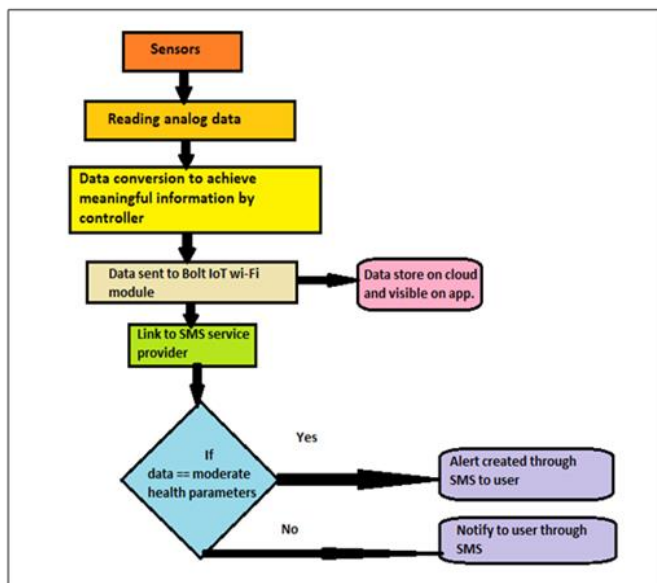 Sensors
Reading analog data
Data conversion to achieve
meaningful information by
controller
Data sent to Bolt IoT wi-Fi
module
Data store on cloud
and visible on app.
Link to SMS service
provider
If
data == moderate
health parameters
Yes
Alert created through
SMS to user
No
Notify to user through
SMS